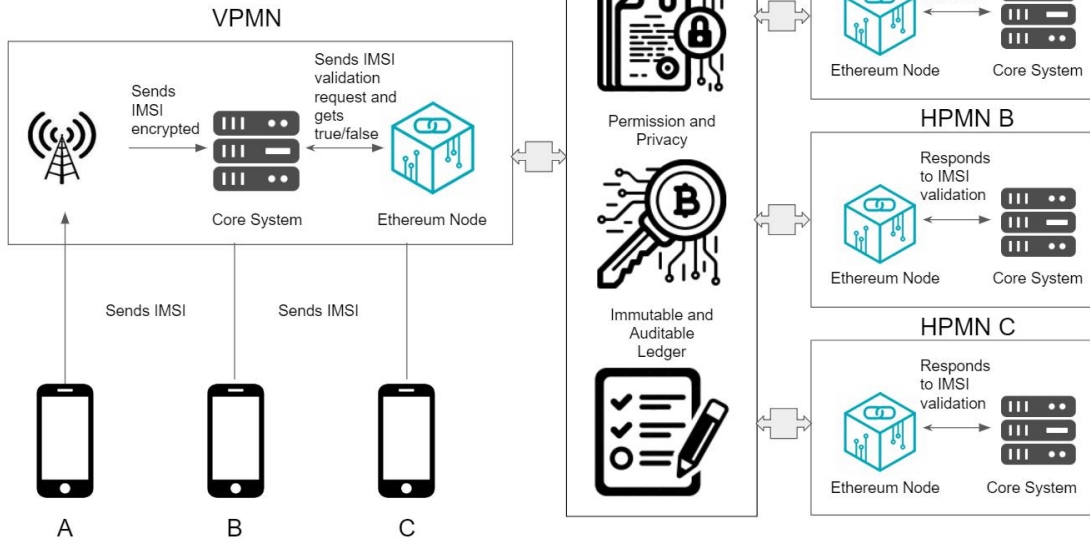 VPMN
Sends
IMSI
encrypted
Sends IMSI
validation
request and
gets
true/false
Core System
Ethereum Node
Sends IMSI
Sends IMSI
A
B
C
Permission and
Privacy
Immutable and
Auditable
Ledger
Ethereum Node
Core System
HPMN B
Responds
to IMSI
validation
Ethereum Node
Core System
HPMN C
Responds
to IMSI
validation
Ethereum Node
Core System